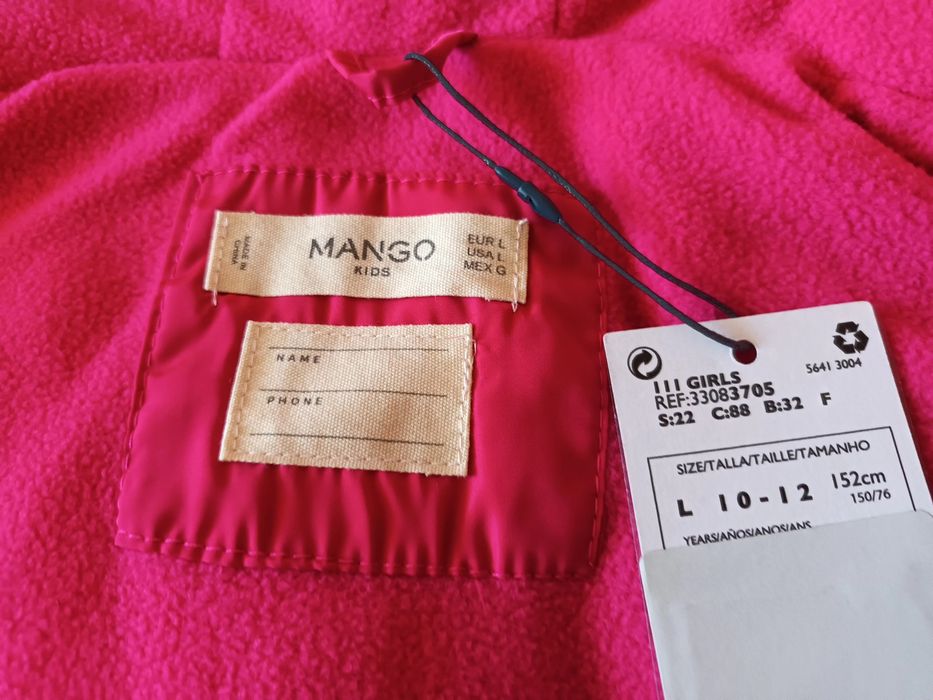 MADE IN
CHINA
MANGO
KIDS
EUR L
USA L
MEX G
NAME
PHONE
5641 3004
111 GIRLS
REF:33083705
S:22 C:88 B:32 F
SIZE/TALLA/TAILLE/TAMANHO
L 10-12 152cm
150/76
YEARS/AÑOS/ANOS/ANS